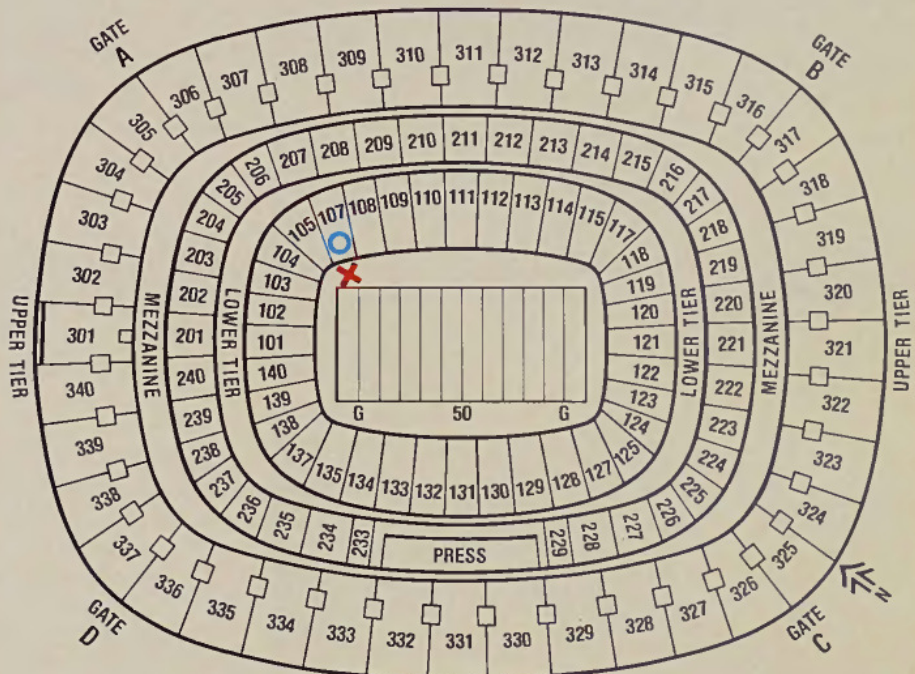 GATE
A
GATE
B
306 307 308 309 310 311 312 313 314 315 316
305 317
304 318
303 319
302 320
301 321
340 322
339 323
338 324
337 325
336 335 334 333 332 331 330 329 328 327 326
UPPER TIER
UPPER TIER
206 207 208 209 210 211 212 213 214 215 216
205 217
204 218
203 219
202 220
201 221
240 222
239 223
238 224
237 225
236 235 234 233 PRESS 229 228 227 226
MEZZANINE
MEZZANINE
105 107 108 109 110 111 112 113 114 115 117
104 118
103 119
102 120
101 121
140 122
139 123
138 124
137 135 134 133 132 131 130 129 128 127 125
LOWER TIER
LOWER TIER
G 50 G
GATE
D
GATE
C
N